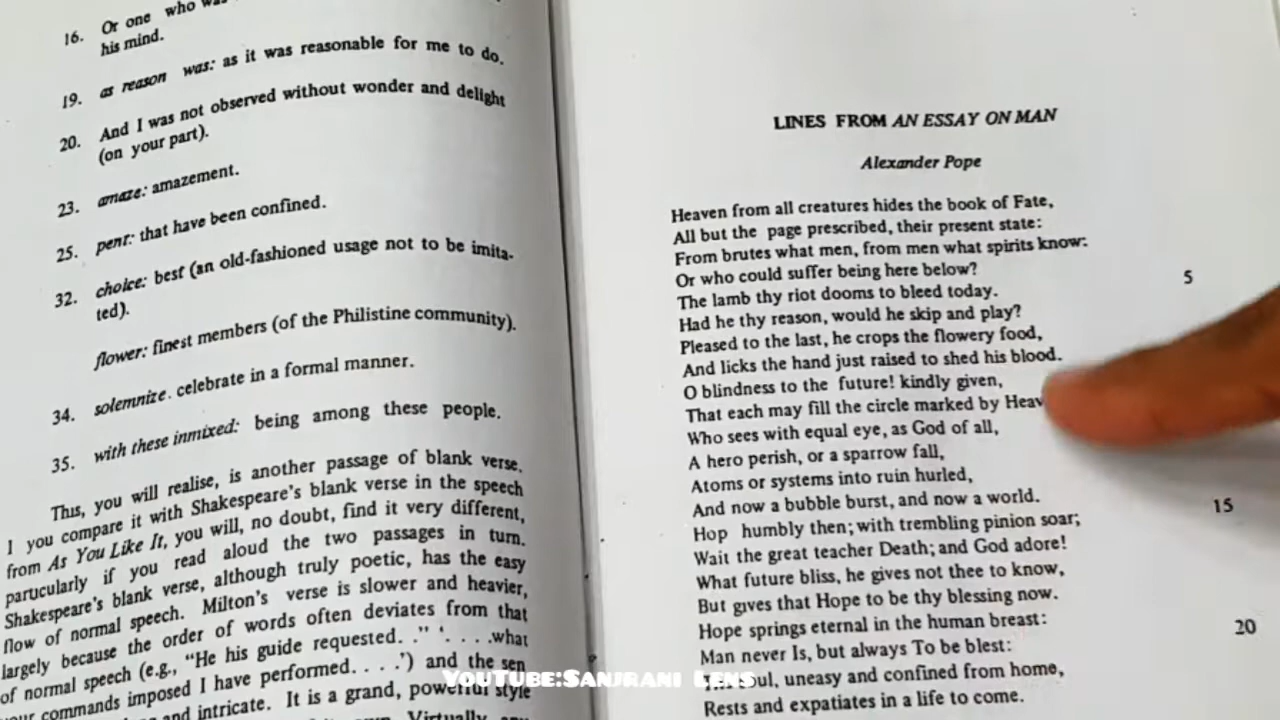 16. Or one who
his mind.
19. as reason was: as it was reasonable for me to do.
20. And I was not observed without wonder and delight
(on your part).
23. amaze: amazement.
25. penr: that have been confined.
32. choice: best (an old-fashioned usage not to be imita-
ted).
flower: finest members (of the Philistine community).
34. solemnize. celebrate in a formal manner.
35. with these inmixed: being among these people.
Thus, you will realise, is another passage of blank verse.
I you compare it with Shakespeare's blank verse in the speech
from As You Like It, you will, no doubt, find it very different,
particularly if you read aloud the two passages in turn.
Shakespeare's blank verse, although truly poetic, has the easy
flow of normal speech. Milton's verse is slower and heavier,
largely because the order of words often deviates from that
of normal speech (e.g., "He his guide requested. ." '. . . .what
your commands imposed I have performed. . . .') and the sen
and intricate. It is a grand, powerful style
Virtually
LINES FROM AN ESSAY ON MAN
Alexander Pope
Heaven from all creatures hides the book of Fate,
All but the page prescribed, their present state:
From brutes what men, from men what spirits know:
Or who could suffer being here below?
The lamb thy riot dooms to bleed today. 5
Had he thy reason, would he skip and play?
Pleased to the last, he crops the flowery food,
And licks the hand just raised to shed his blood.
O blindness to the future! kindly given,
That each may fill the circle marked by Heav
Who sees with equal eye, as God of all,
A hero perish, or a sparrow fall,
Atoms or systems into ruin hurled,
And now a bubble burst, and now a world.
Hop humbly then; with trembling pinion soar; 15
Wait the great teacher Death; and God adore!
What future bliss, he gives not thee to know,
But gives that Hope to be thy blessing now.
Hope springs eternal in the human breast:
Man never Is, but always To be blest: 20
soul, uneasy and confined from home,
Rests and expatiates in a life to come.
YouTube:Sanjrani Lens